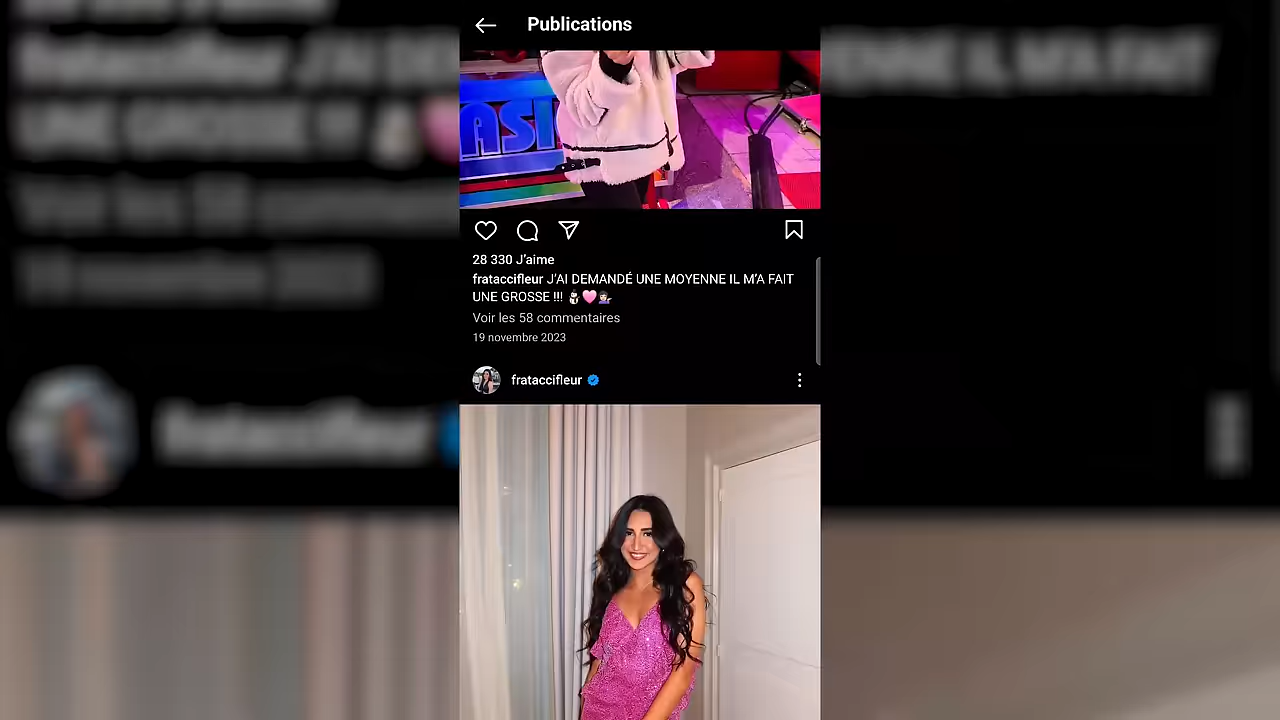 Publications
ASI
28 330 J'aime
frataccifleur J'AI DEMANDÉ UNE MOYENNE IL M'A FAIT
UNE GROSSE !!! ⛄🩷💁🏻‍♀️
Voir les 58 commentaires
19 novembre 2023
frataccifleur